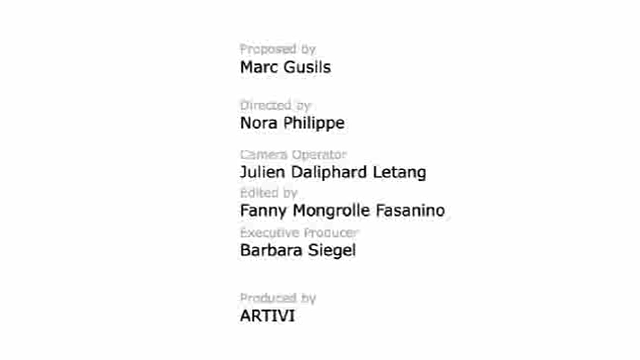 Proposed by
Marc Gusils
Directed by
Nora Philippe
Camera Operator
Julien Daliphard Letang
Edited by
Fanny Mongrolle Fasanino
Executive Producer
Barbara Siegel
Produced by
ARTIVI